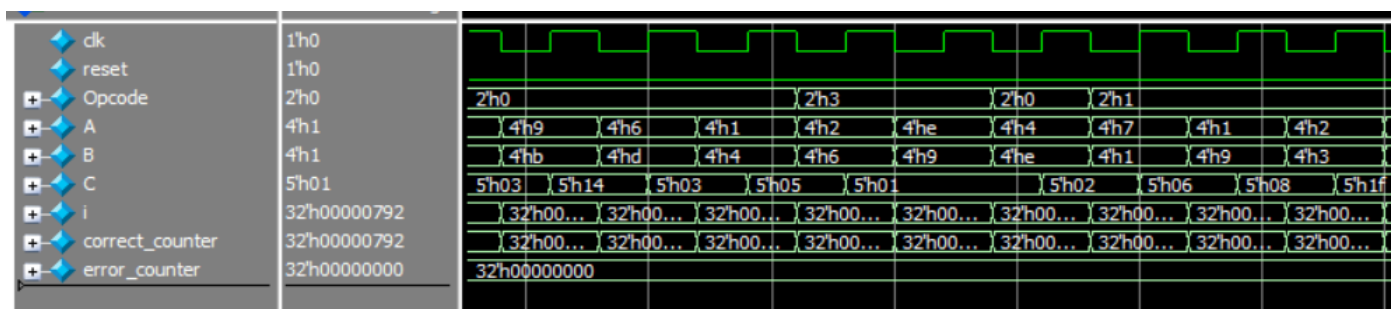 clk 1'h0
reset 1'h0
Opcode 2'h0 2'h0 2'h3 2'h0 2'h1
A 4'h1 4'h9 4'h6 4'h1 4'h2 4'he 4'h4 4'h7 4'h1 4'h2
B 4'h1 4'hb 4'hd 4'h4 4'h6 4'h9 4'he 4'h1 4'h9 4'h3
C 5'h01 5'h03 5'h14 5'h03 5'h05 5'h01 5'h02 5'h06 5'h08 5'h1f
i 32'h00000792 32'h00... 32'h00... 32'h00... 32'h00... 32'h00... 32'h00... 32'h00... 32'h00... 32'h00...
correct_counter 32'h00000792 32'h00... 32'h00... 32'h00... 32'h00... 32'h00... 32'h00... 32'h00... 32'h00... 32'h00...
error_counter 32'h00000000 32'h00000000